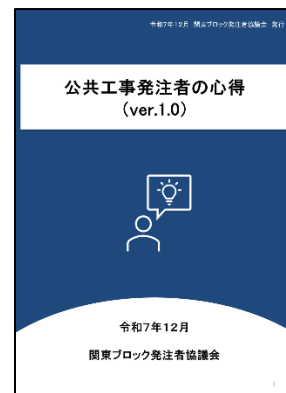 令和7年12月 関東ブロック発注者協議会 発行
公共工事発注者の心得
(ver.1.0)
令和7年12月
関東ブロック発注者協議会
1